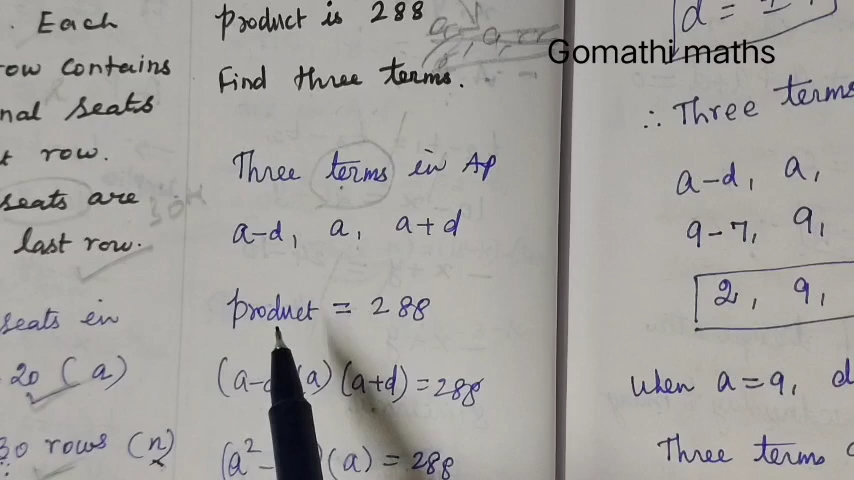 . Each
row contains
nal seats
t row.
seats are
last row.
seats in
20 (a)
30 rows (n)
product is 288
Find three terms.
Three terms in Ap
a-d, a, a+d
product = 288
(a-d (a) (a+d) = 288
(a² - (a) = 288
Gomathi maths
d =
∴ Three terms
a-d, a,
9-7, 9,
2, 9,
when a=9, d
Three terms